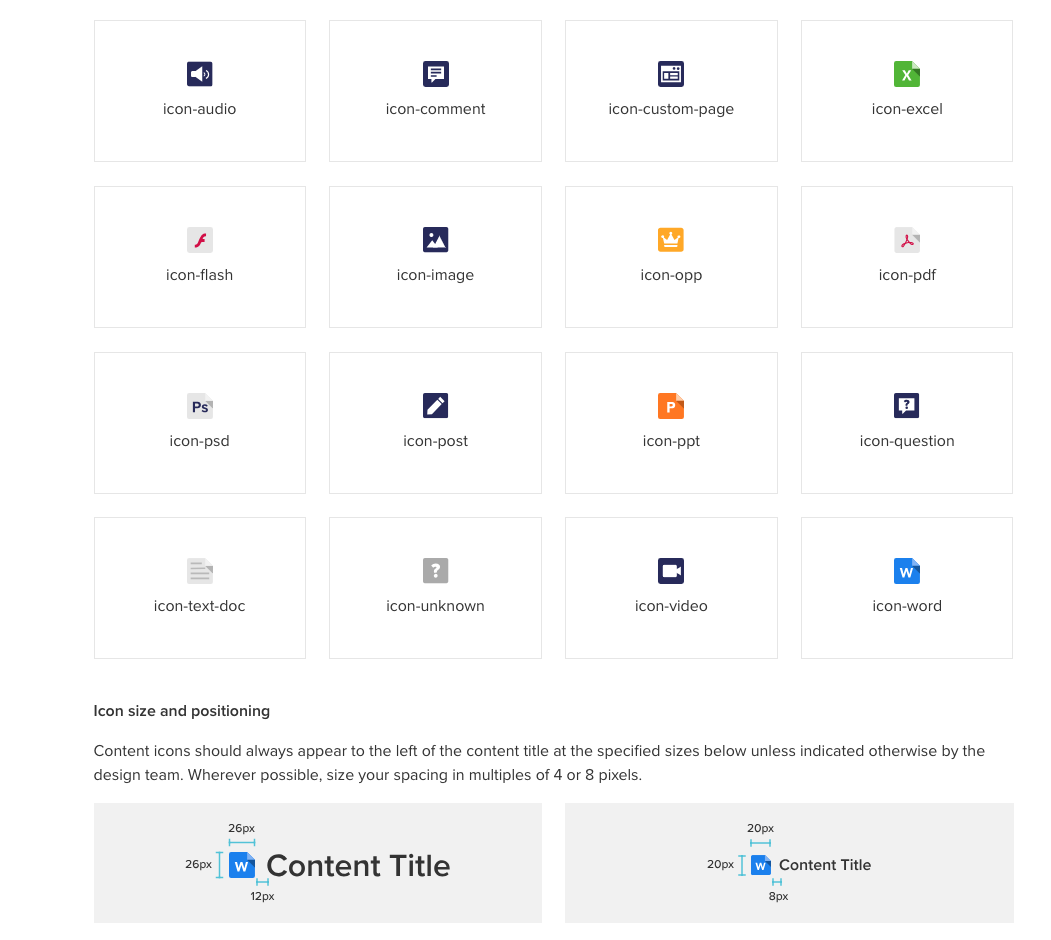 icon-audio
icon-comment
icon-custom-page
X
icon-excel
icon-flash
icon-image
icon-opp
icon-pdf
Ps
icon-psd
icon-post
P
icon-ppt
?
icon-question
icon-text-doc
?
icon-unknown
icon-video
W
icon-word
Icon size and positioning
Content icons should always appear to the left of the content title at the specified sizes below unless indicated otherwise by the
design team. Wherever possible, size your spacing in multiples of 4 or 8 pixels.
26px
26px
W
Content Title
12px
20px
20px
W
Content Title
8px